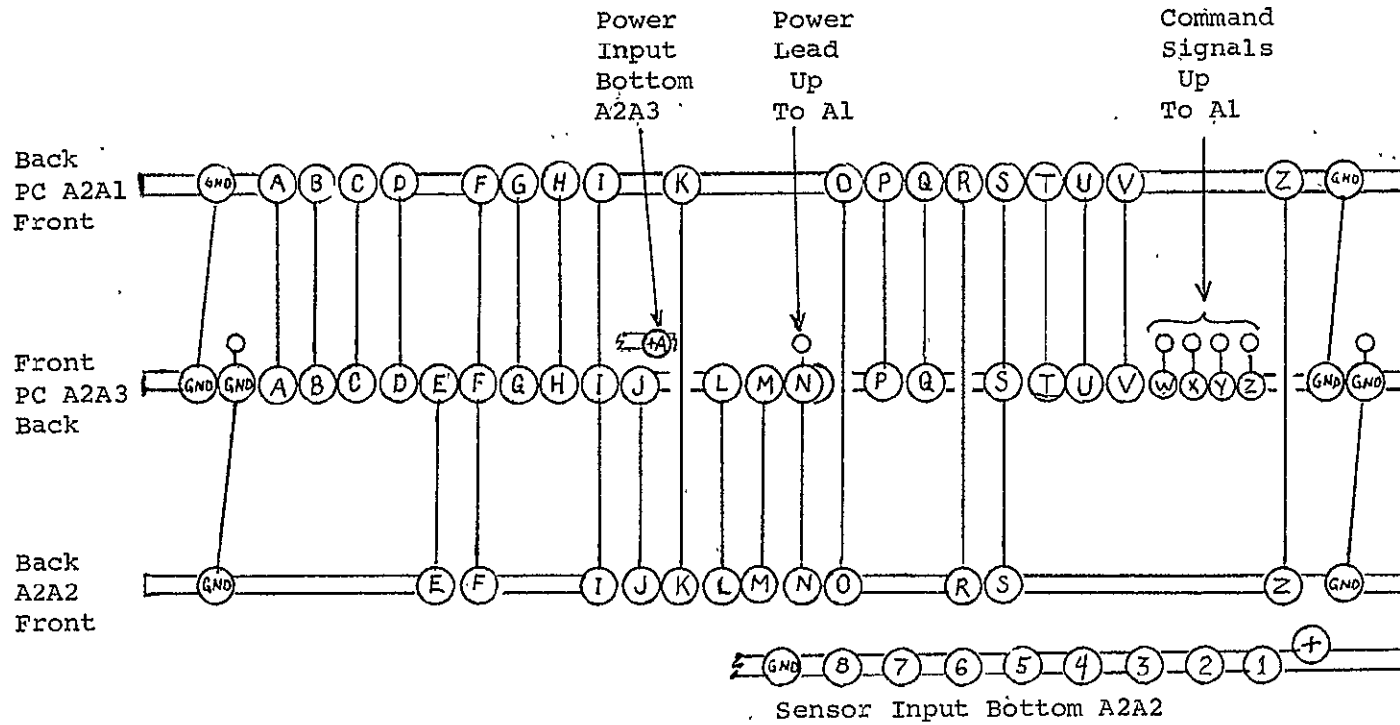 Power Input Bottom A2A3
Power Lead Up To A1
Command Signals Up To A1
Back
PC A2A1
Front
GND A B C D F G H I K O P Q R S T U V Z GND
+A
Front
PC A2A3
Back
GND GND A B C D E F G H I J L M N P Q S T U V W X Y Z GND GND
Back
A2A2
Front
GND E F I J K L M N O R S Z GND
GND 8 7 6 5 4 3 2 1 +
Sensor Input Bottom A2A2